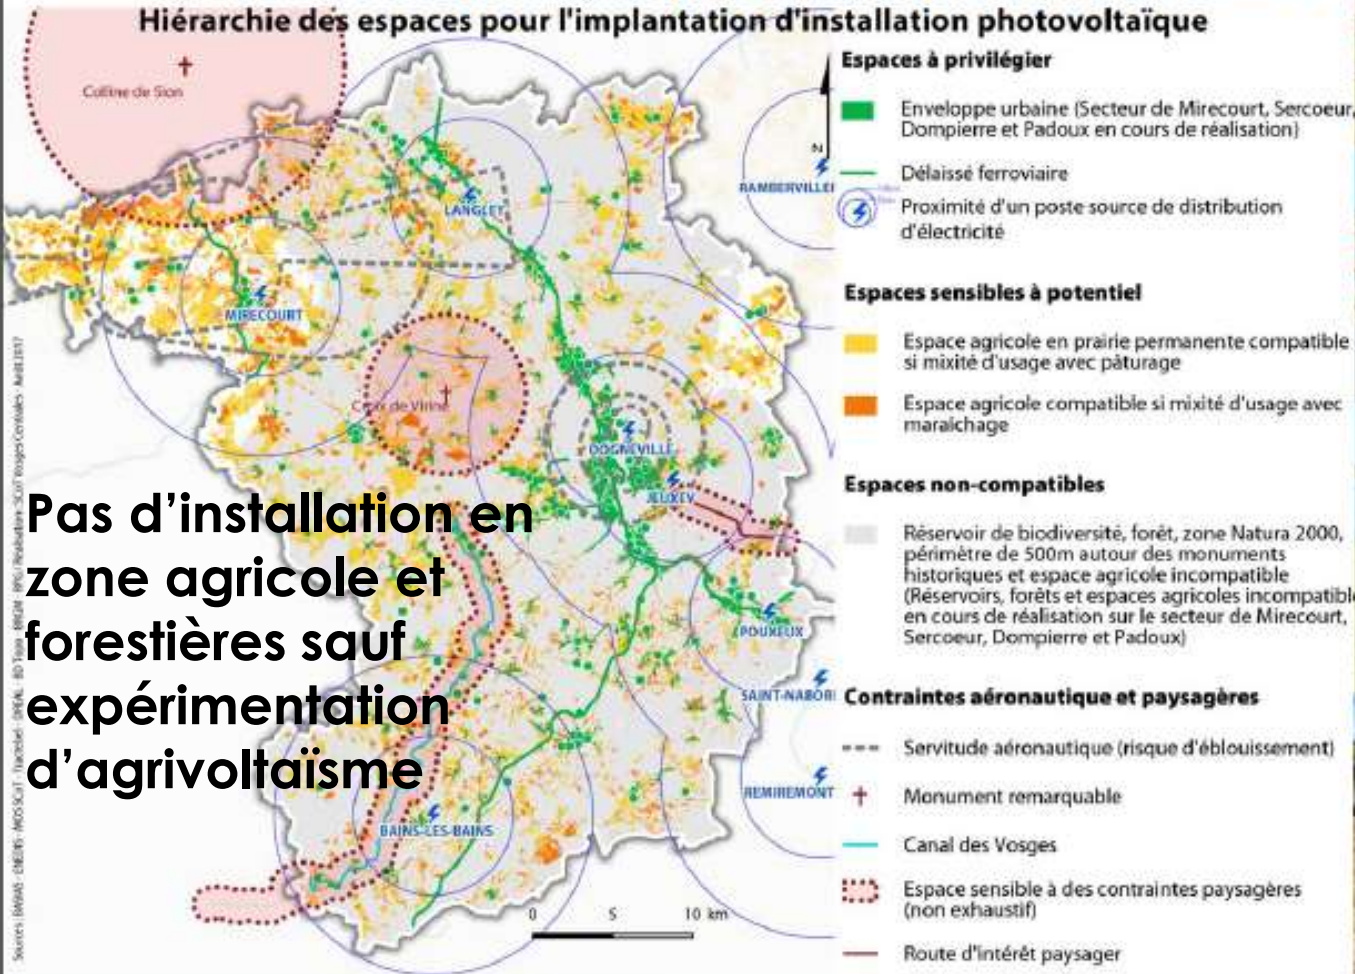 Hiérarchie des espaces pour l'implantation d'installation photovoltaïque
Colline de Sion
LANGLEY
MIRECOURT
RAMBERVILLE
Croix de Virine
DOGNEVILLE
JEUXEY
POUXEUX
SAINT-NABOR
REMIREMONT
BAINS-LES-BAINS
N
0 5 10 km
Pas d'installation en
zone agricole et
forestières sauf
expérimentation
d'agrivoltaïsme
Espaces à privilégier
Enveloppe urbaine (Secteur de Mirecourt, Sercoeur,
Dompierre et Padoux en cours de réalisation)
Délaissé ferroviaire
Proximité d'un poste source de distribution
d'électricité
Espaces sensibles à potentiel
Espace agricole en prairie permanente compatible
si mixité d'usage avec pâturage
Espace agricole compatible si mixité d'usage avec
maraîchage
Espaces non-compatibles
Réservoir de biodiversité, forêt, zone Natura 2000,
périmètre de 500m autour des monuments
historiques et espace agricole incompatible
(Réservoirs, forêts et espaces agricoles incompatible
en cours de réalisation sur le secteur de Mirecourt,
Sercoeur, Dompierre et Padoux)
Contraintes aéronautique et paysagères
Servitude aéronautique (risque d'éblouissement)
Monument remarquable
Canal des Vosges
Espace sensible à des contraintes paysagères
(non exhaustif)
Route d'intérêt paysager